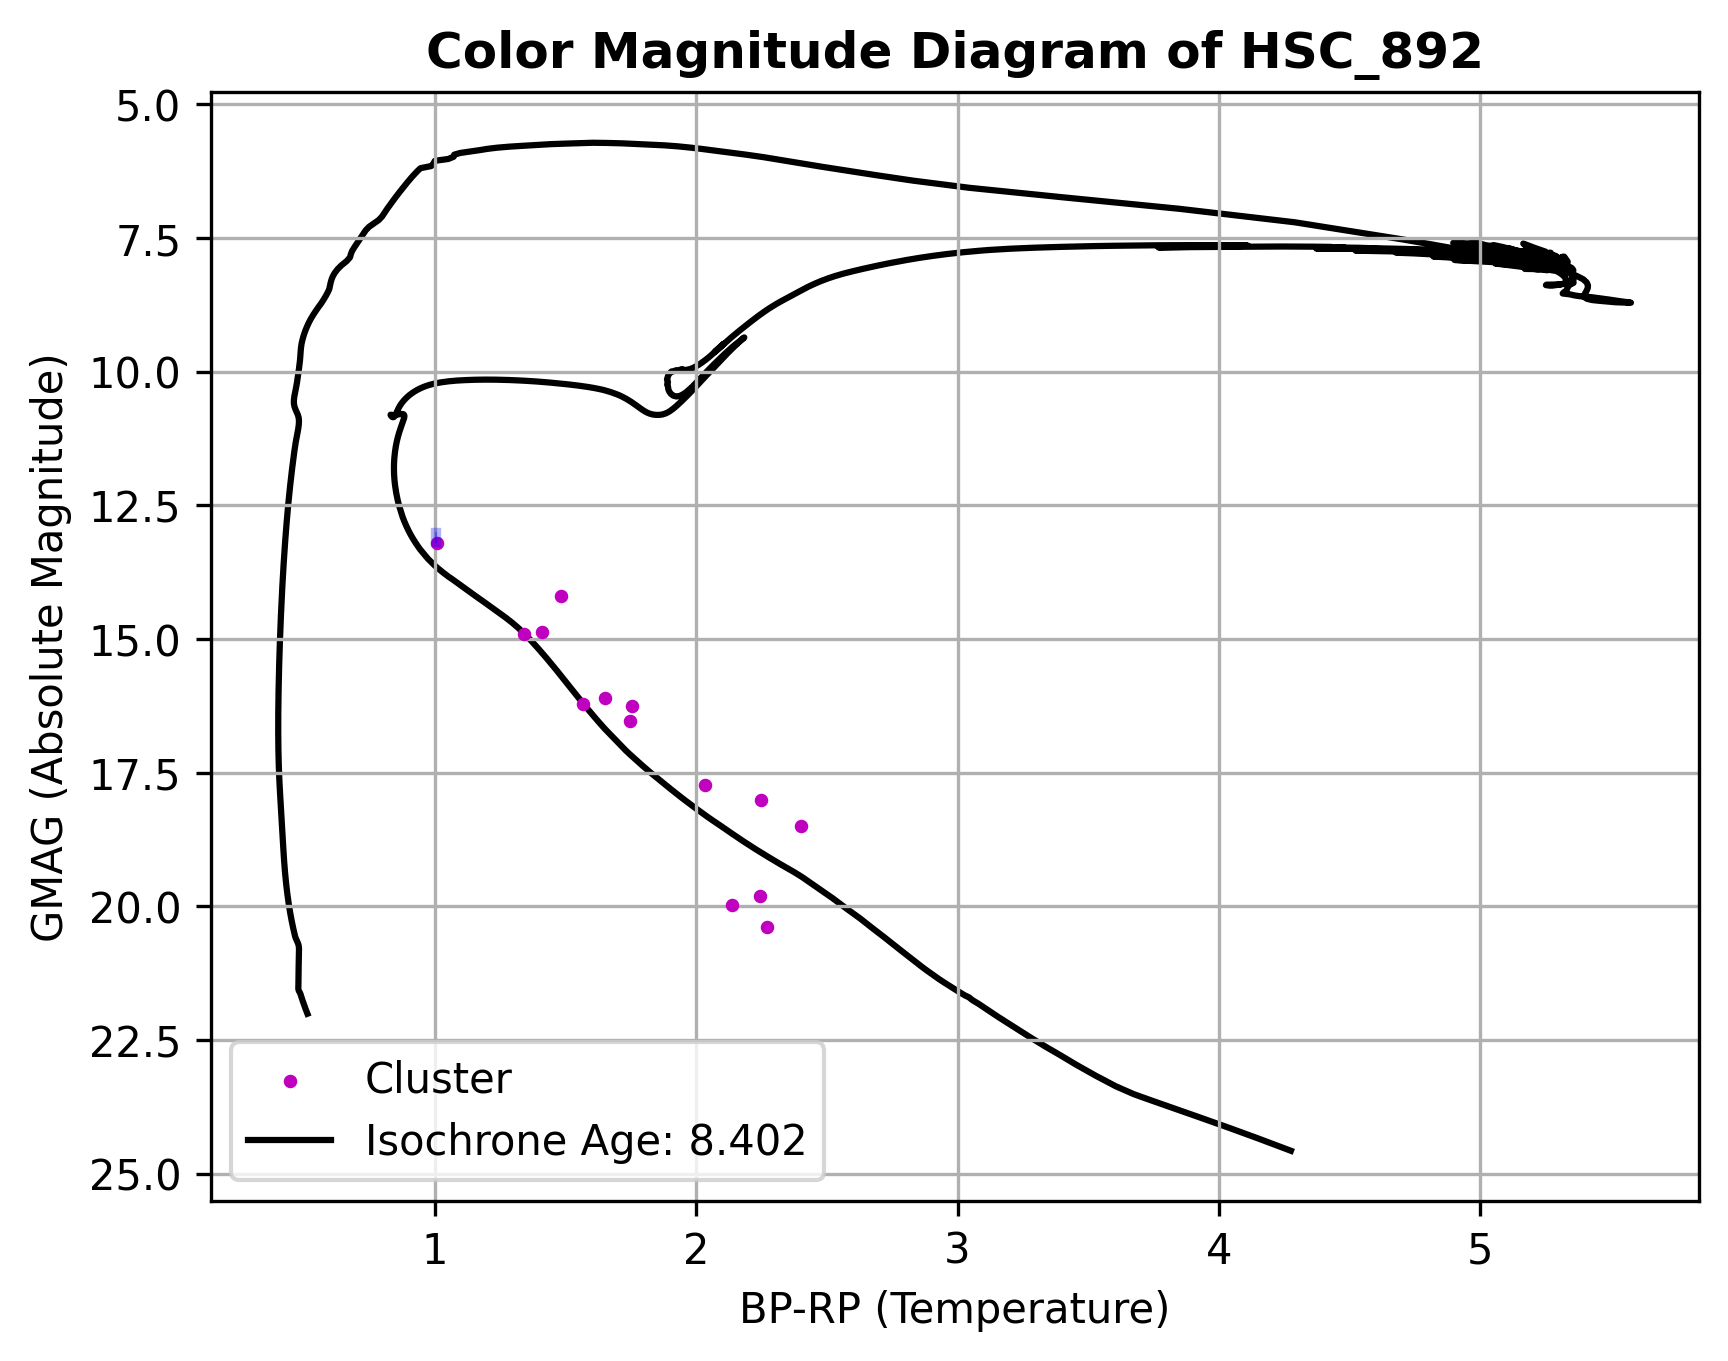 Color Magnitude Diagram of HSC_892
GMAG (Absolute Magnitude)
5.0
7.5
10.0
12.5
15.0
17.5
20.0
22.5
25.0
Cluster
Isochrone Age: 8.402
1 2 3 4 5
BP-RP (Temperature)